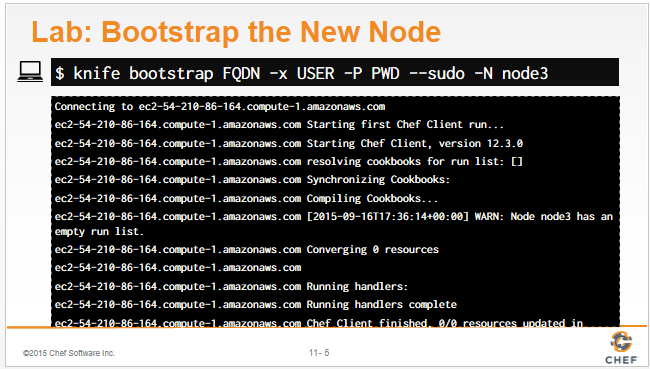 Lab: Bootstrap the New Node
$ knife bootstrap FQDN -x USER -P PWD --sudo -N node3
Connecting to ec2-54-210-86-164.compute-1.amazonaws.com
ec2-54-210-86-164.compute-1.amazonaws.com Starting first Chef Client run...
ec2-54-210-86-164.compute-1.amazonaws.com Starting Chef Client, version 12.3.0
ec2-54-210-86-164.compute-1.amazonaws.com resolving cookbooks for run list: []
ec2-54-210-86-164.compute-1.amazonaws.com Synchronizing Cookbooks:
ec2-54-210-86-164.compute-1.amazonaws.com Compiling Cookbooks...
ec2-54-210-86-164.compute-1.amazonaws.com [2015-09-16T17:36:14+00:00] WARN: Node node3 has an
empty run list.
ec2-54-210-86-164.compute-1.amazonaws.com Converging 0 resources
ec2-54-210-86-164.compute-1.amazonaws.com
ec2-54-210-86-164.compute-1.amazonaws.com Running handlers:
ec2-54-210-86-164.compute-1.amazonaws.com Running handlers complete
ec2-54-210-86-164.compute-1.amazonaws.com Chef Client finished, 0/0 resources updated in
©2015 Chef Software Inc.
11- 5
CHEF